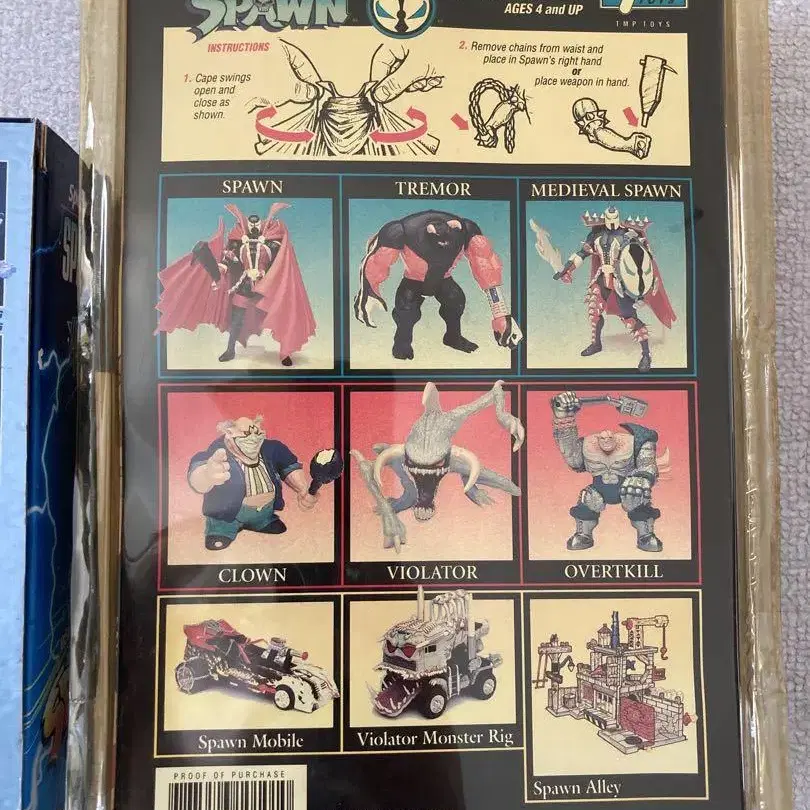 SPAWN
AGES 4 and UP
TMP TOYS
INSTRUCTIONS
1. Cape swings
open and
close as
shown.
2. Remove chains from waist and
place in Spawn's right hand
or
place weapon in hand.
SPAWN
TREMOR
MEDIEVAL SPAWN
CLOWN
VIOLATOR
OVERTKILL
Spawn Mobile
Violator Monster Rig
Spawn Alley
PROOF OF PURCHASE